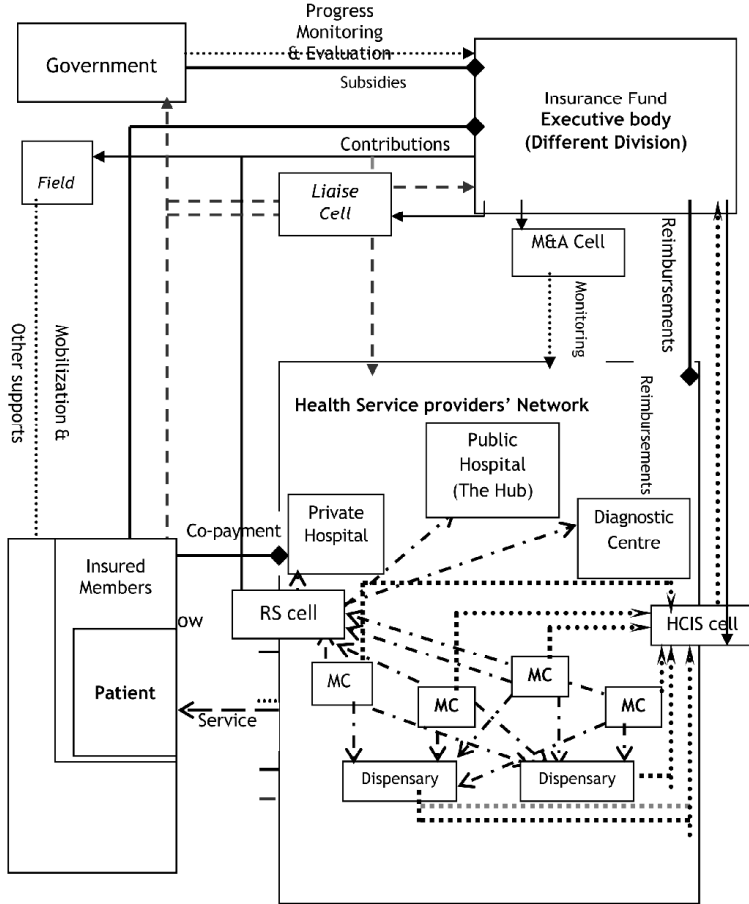 Progress
Monitoring
& Evaluation
Government
Subsidies
Insurance Fund
Executive body
(Different Division)
Contributions
Field
Liaise
Cell
M&A Cell
Reimbursements
Monitoring
Mobilization &
Other supports
Reimbursements
Health Service providers' Network
Public
Hospital
(The Hub)
Private
Hospital
Diagnostic
Centre
Co-payment
Insured
Members
ow
RS cell
HCIS cell
MC
MC
MC
MC
Patient
Service
Dispensary
Dispensary